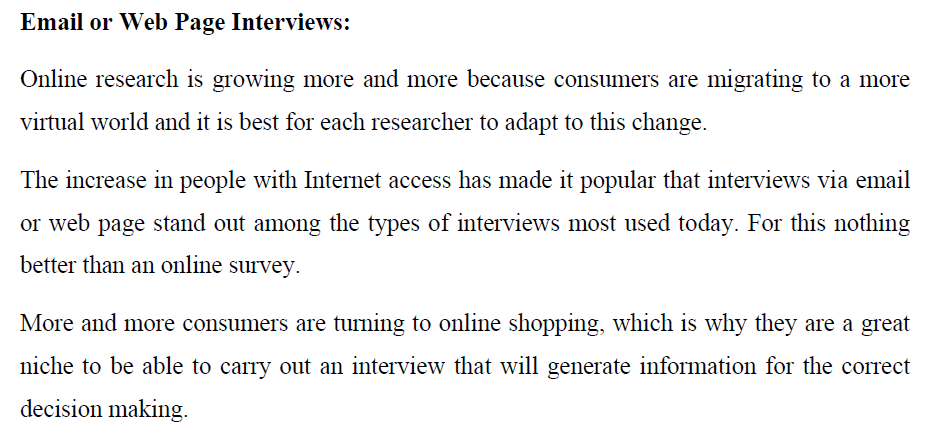 Email or Web Page Interviews:
Online research is growing more and more because consumers are migrating to a more
virtual world and it is best for each researcher to adapt to this change.
The increase in people with Internet access has made it popular that interviews via email
or web page stand out among the types of interviews most used today. For this nothing
better than an online survey.
More and more consumers are turning to online shopping, which is why they are a great
niche to be able to carry out an interview that will generate information for the correct
decision making.